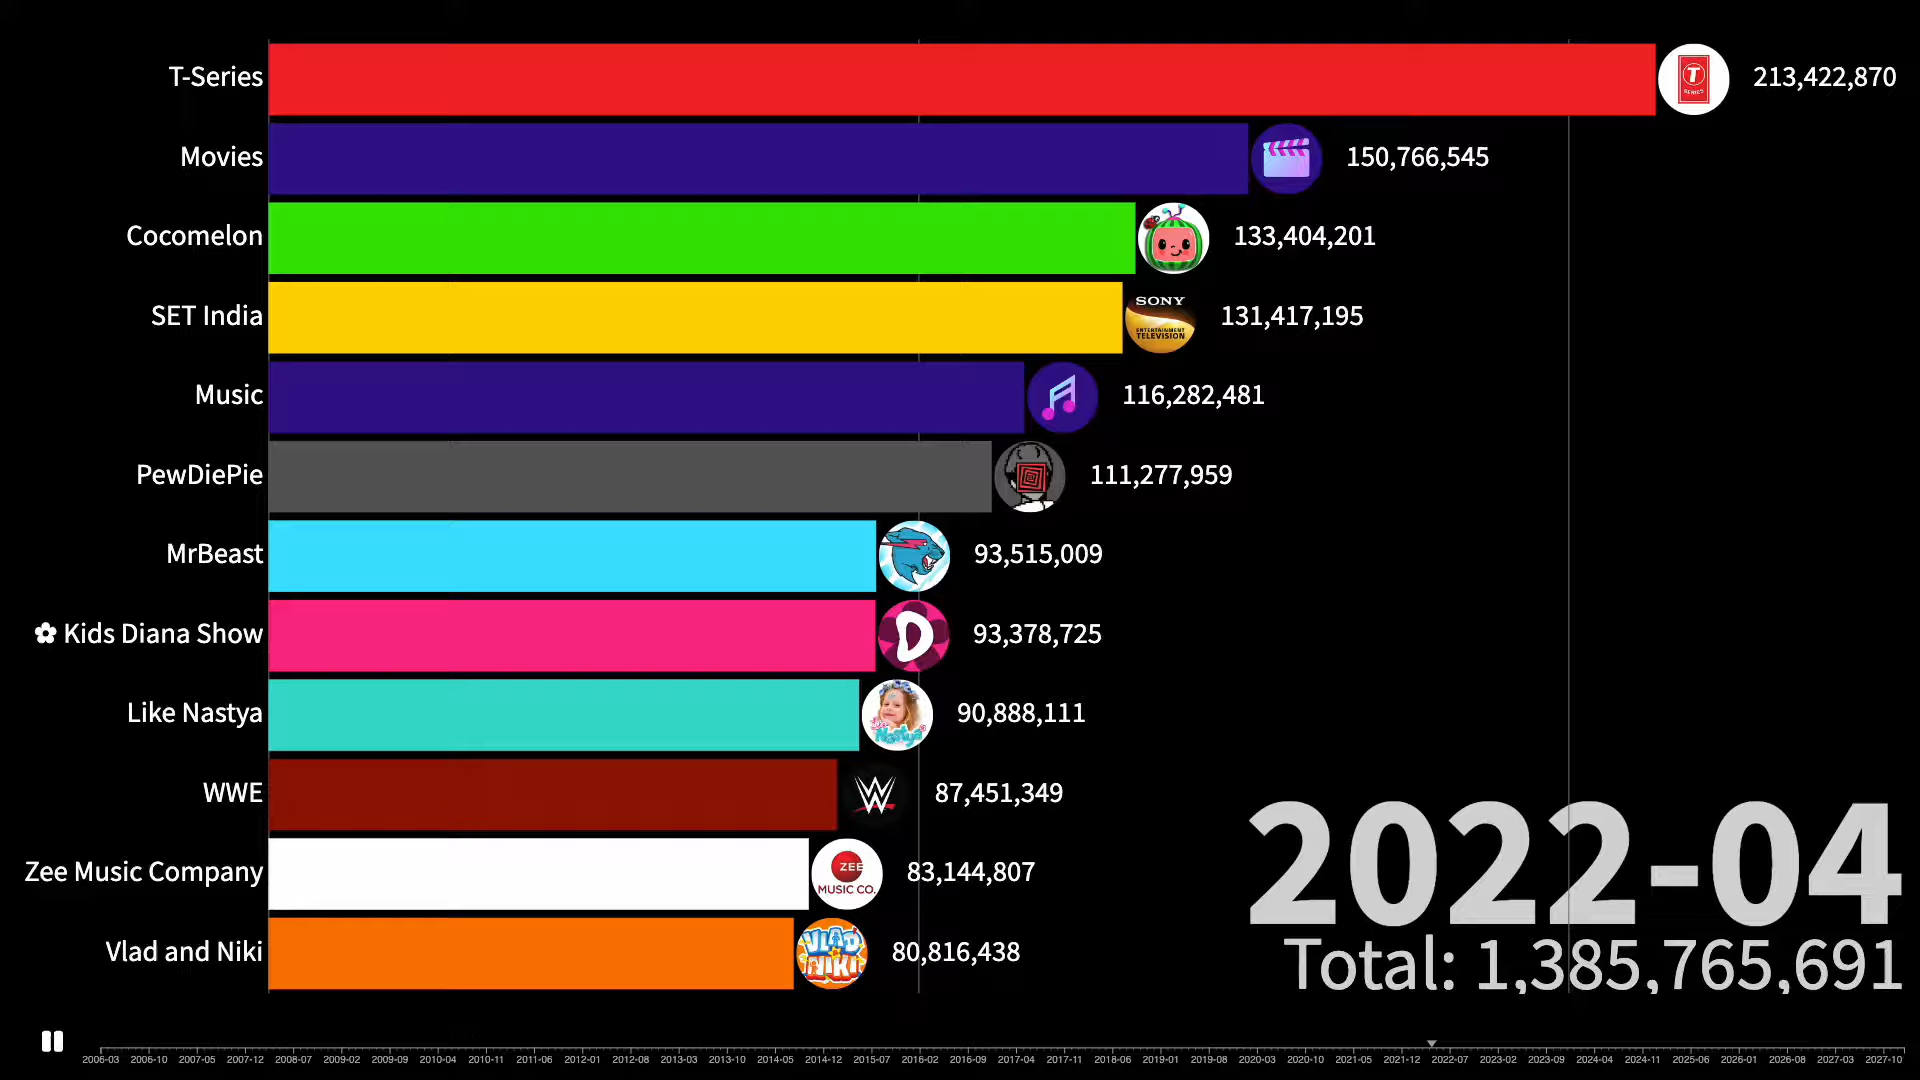 T-Series
T
SERIES
213,422,870
Movies
150,766,545
Cocomelon
133,404,201
SET India
SONY
ENTERTAINMENT
TELEVISION
131,417,195
Music
116,282,481
PewDiePie
111,277,959
MrBeast
93,515,009
✿ Kids Diana Show
D
93,378,725
Like Nastya
Like
Nastya
90,888,111
WWE
W
87,451,349
Zee Music Company
ZEE
MUSIC CO.
83,144,807
Vlad and Niki
VLAD
NIKI
80,816,438
2022-04
Total: 1,385,765,691
2006-03 2006-10 2007-05 2007-12 2008-07 2009-02 2009-09 2010-04 2010-11 2011-06 2012-01 2012-08 2013-03 2013-10 2014-05 2014-12 2015-07 2016-02 2016-09 2017-04 2017-11 2018-06 2019-01 2019-08 2020-03 2020-10 2021-05 2021-12 2022-07 2023-02 2023-09 2024-04 2024-11 2025-06 2026-01 2026-08 2027-03 2027-10